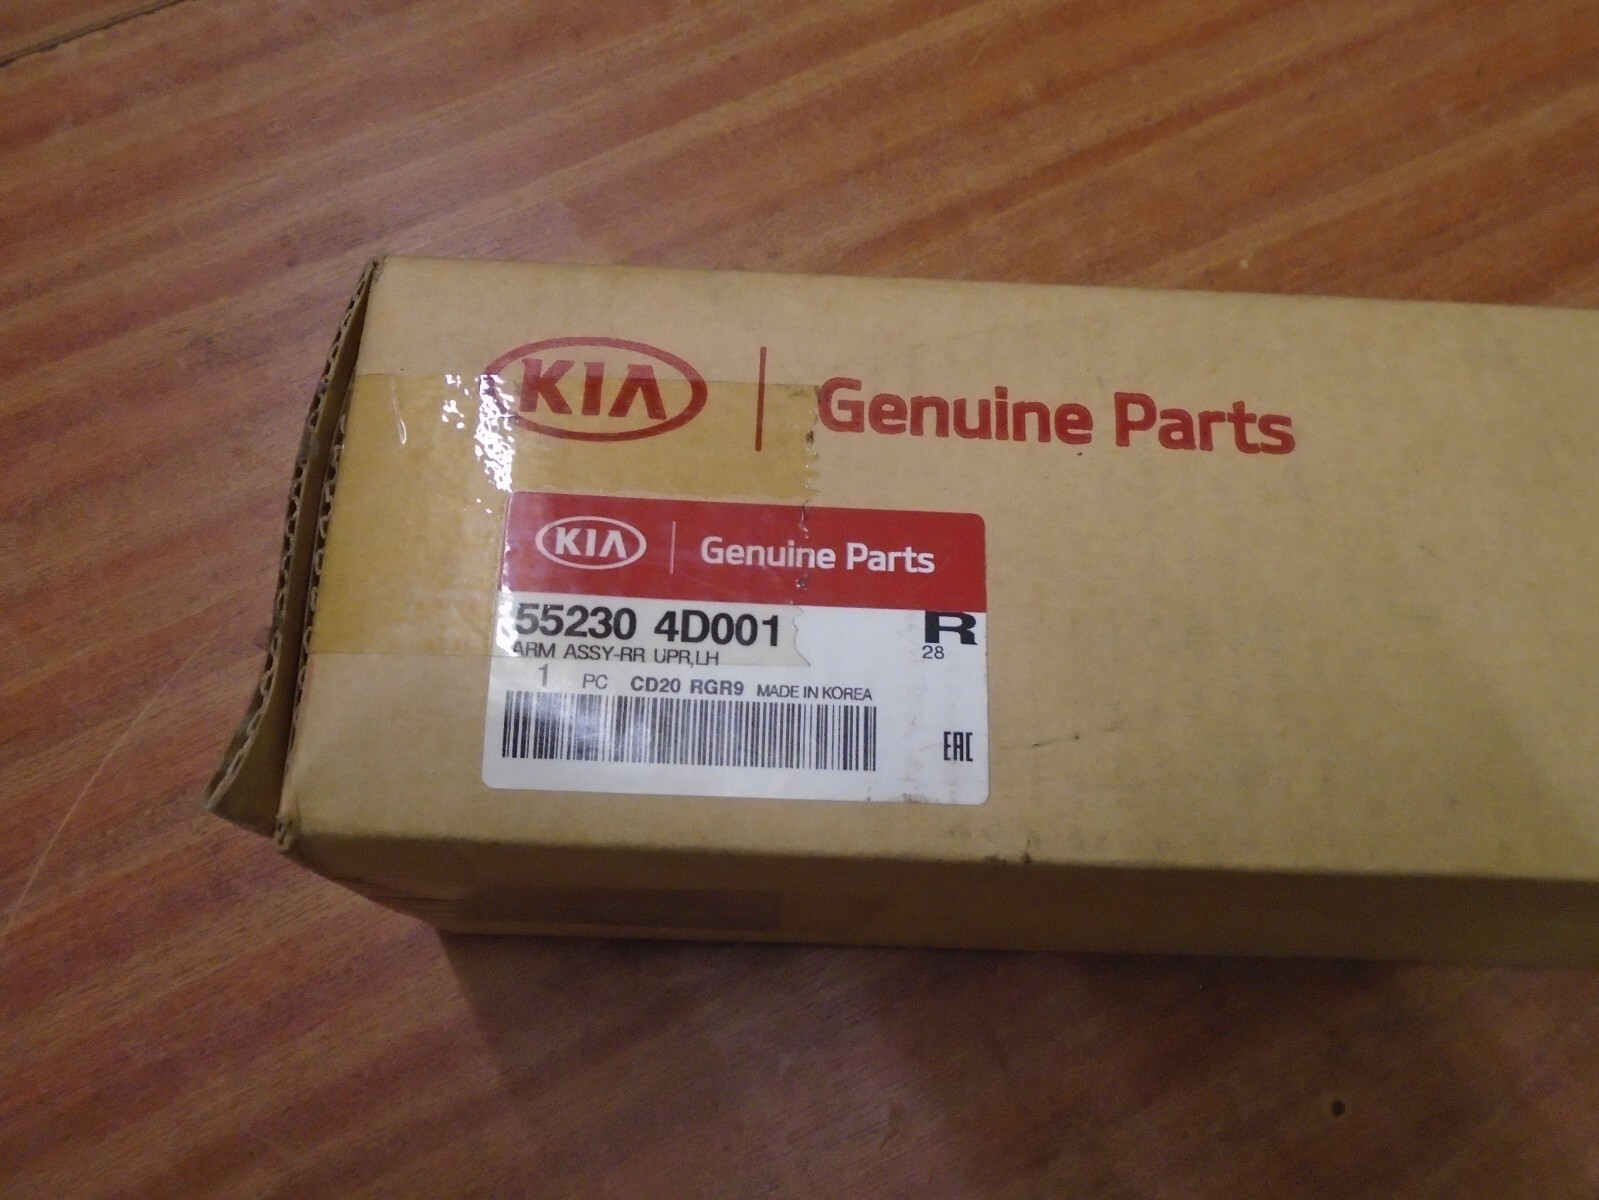 KIA Genuine Parts
KIA Genuine Parts
55230 4D001 R
ARM ASSY-RR UPR,LH 28
1 PC CD20 RGR9 MADE IN KOREA
EAC